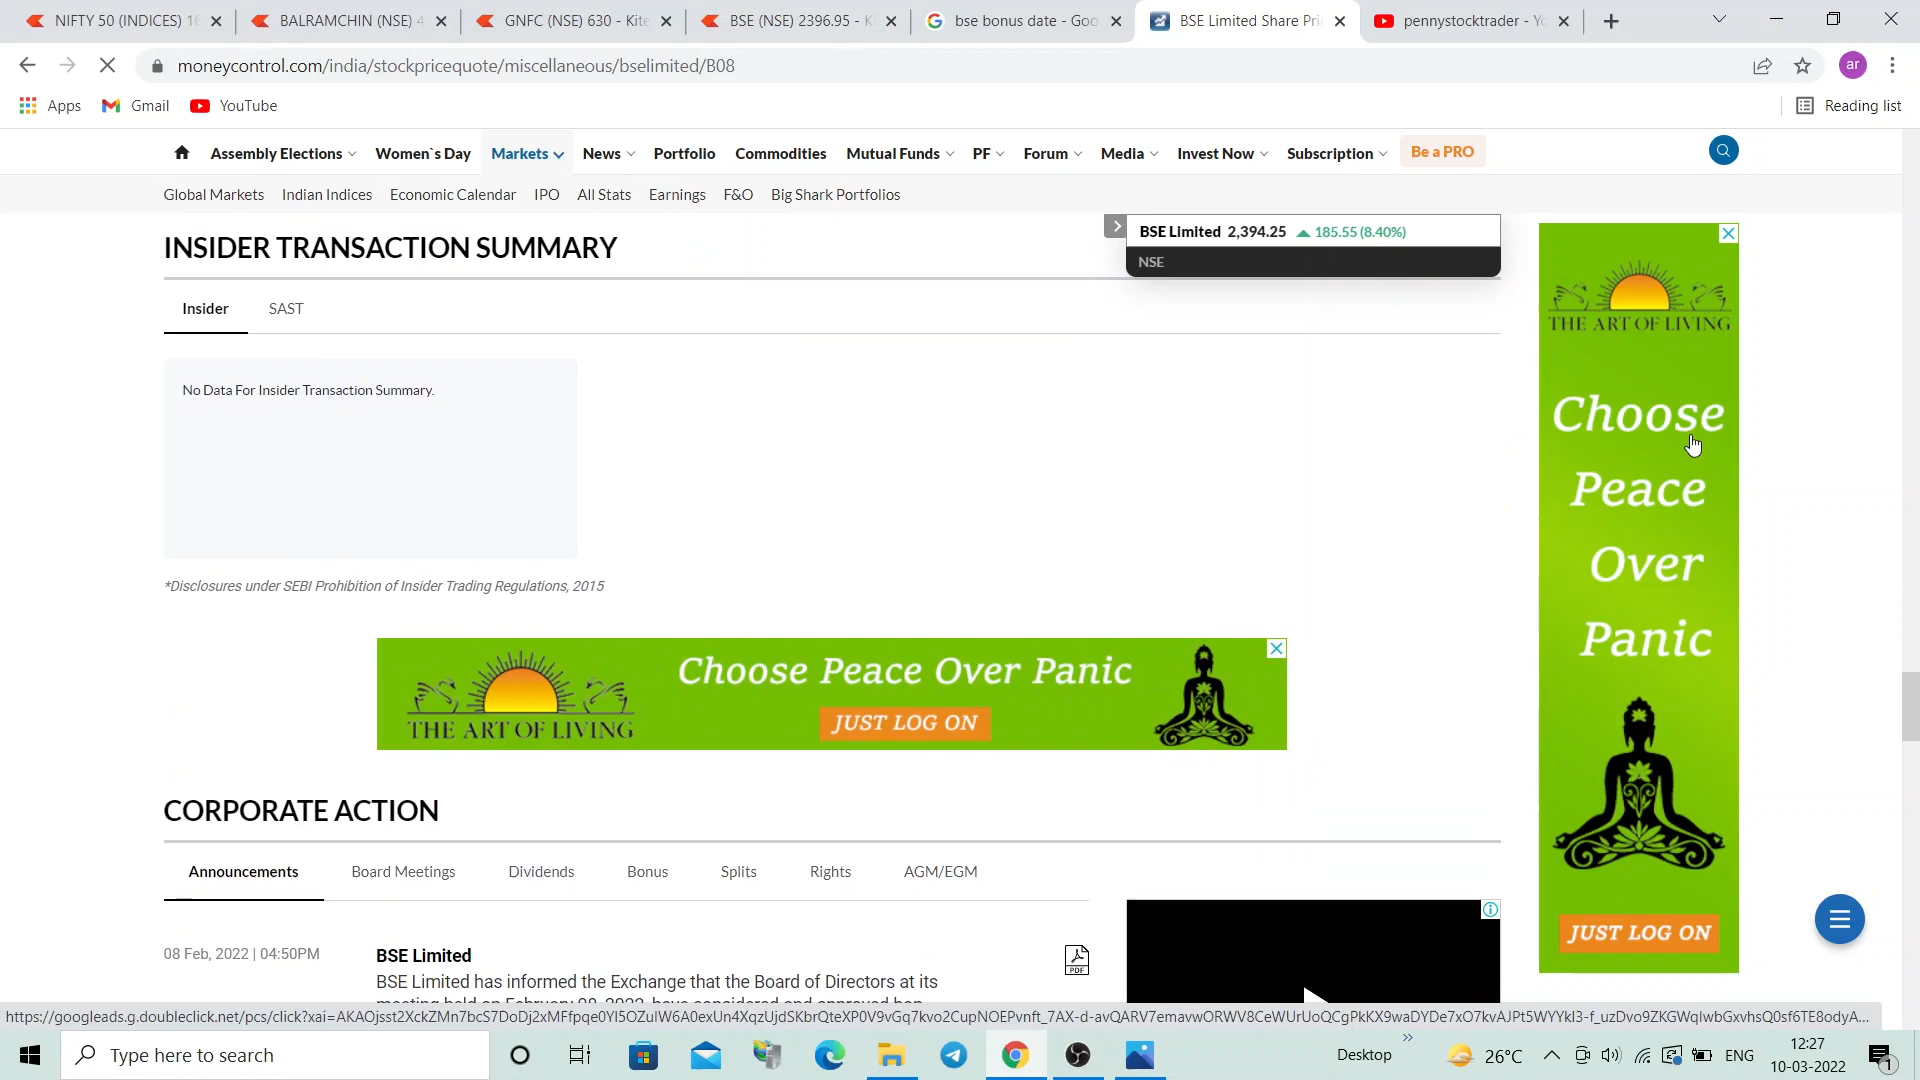 NIFTY 50 (INDICES) 16
BALRAMCHIN (NSE) 4
GNFC (NSE) 630 - Kite
BSE (NSE) 2396.95 - K
bse bonus date - Goo
BSE Limited Share Pri
pennystocktrader - Yo
moneycontrol.com/india/stockpricequote/miscellaneous/bselimited/B08
ar
Apps
Gmail
YouTube
Reading list
Assembly Elections
Women`s Day
Markets
News
Portfolio
Commodities
Mutual Funds
PF
Forum
Media
Invest Now
Subscription
Be a PRO
Global Markets
Indian Indices
Economic Calendar
IPO
All Stats
Earnings
F&O
Big Shark Portfolios
INSIDER TRANSACTION SUMMARY
BSE Limited 2,394.25 185.55 (8.40%)
NSE
Insider
SAST
No Data For Insider Transaction Summary.
*Disclosures under SEBI Prohibition of Insider Trading Regulations, 2015
THE ART OF LIVING
Choose Peace Over Panic
JUST LOG ON
THE ART OF LIVING
Choose
Peace
Over
Panic
JUST LOG ON
CORPORATE ACTION
Announcements
Board Meetings
Dividends
Bonus
Splits
Rights
AGM/EGM
08 Feb, 2022 | 04:50PM
BSE Limited
PDF
BSE Limited has informed the Exchange that the Board of Directors at its
Type here to search
Desktop
26°C
ENG
12:27
10-03-2022
1